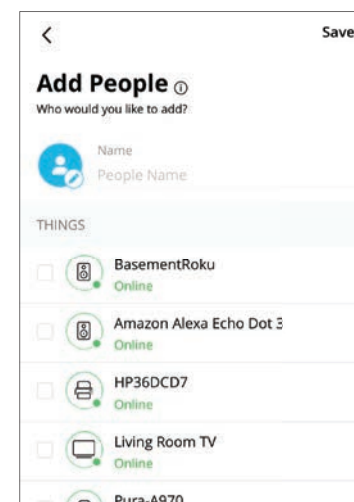 Save
Add People
Who would you like to add?
Name
People Name
THINGS
BasementRoku
Online
Amazon Alexa Echo Dot 3
Online
HP36DCD7
Online
Living Room TV
Online
Pura-A970